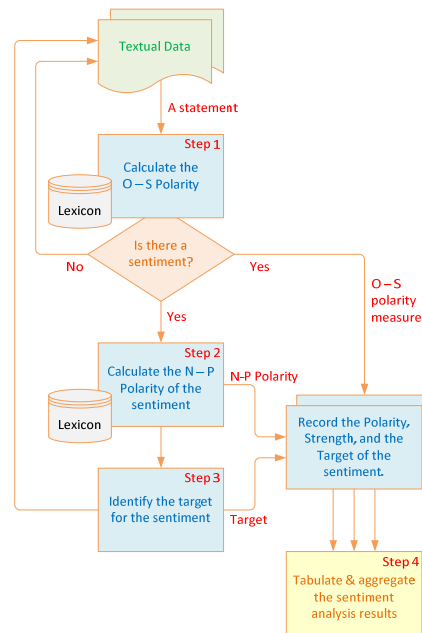 Textual Data
A statement
Step 1
Calculate the
O – S Polarity
Lexicon
Is there a
sentiment?
No
Yes
Yes
O – S
polarity
measure
Step 2
Calculate the N – P
Polarity of the
sentiment
N-P Polarity
Lexicon
Record the Polarity,
Strength, and the
Target of the
sentiment.
Step 3
Identify the target
for the sentiment
Target
Step 4
Tabulate & aggregate
the sentiment
analysis results